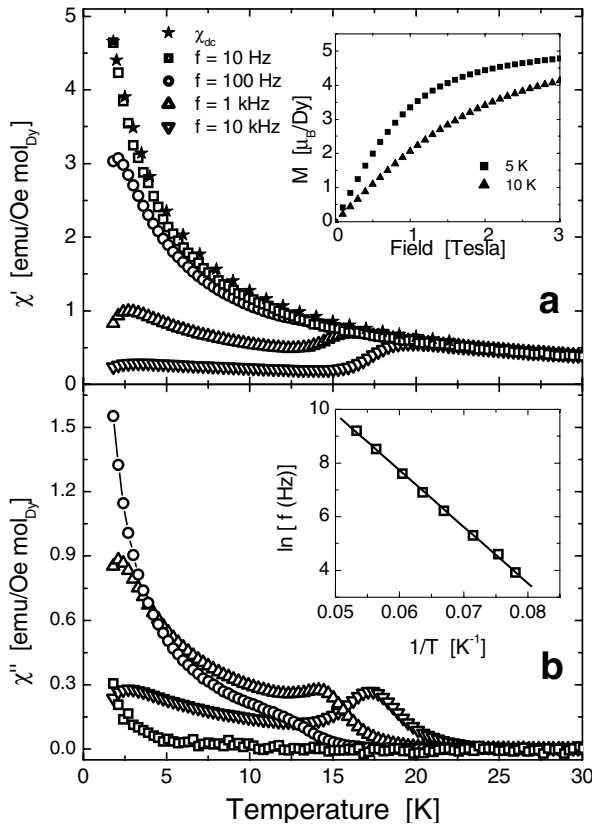 5
4
3
2
1
0
χ' [emu/Oe mol_Dy]
χ_dc
f = 10 Hz
f = 100 Hz
f = 1 kHz
f = 10 kHz
5
4
3
2
1
0
M [μ_B/Dy]
5 K
10 K
0 1 2 3
Field [Tesla]
a
1.5
1.2
0.9
0.6
0.3
0.0
χ'' [emu/Oe mol_Dy]
10
8
6
4
ln [ f (Hz)]
0.05 0.06 0.07 0.08
1/T [K⁻¹]
b
0 5 10 15 20 25 30
Temperature [K]